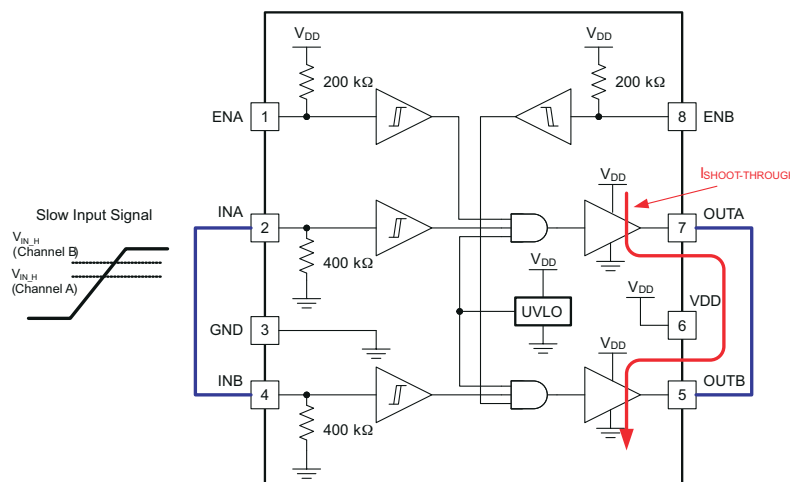 VDD
VDD
200 kΩ
200 kΩ
ENA
1
8
ENB
ISHOOT-THROUGH
VDD
Slow Input Signal
INA
2
7
OUTA
VIN_H
(Channel B)
VIN_H
(Channel A)
400 kΩ
VDD
VDD
VDD
GND
3
UVLO
6
VDD
INB
4
5
OUTB
400 kΩ